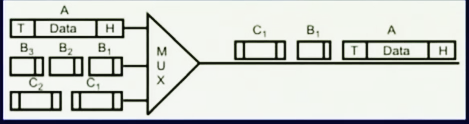 A
C₁ B₁ A
T Data H
T Data H
B₃ B₂ B₁
M
U
X
C₂ C₁